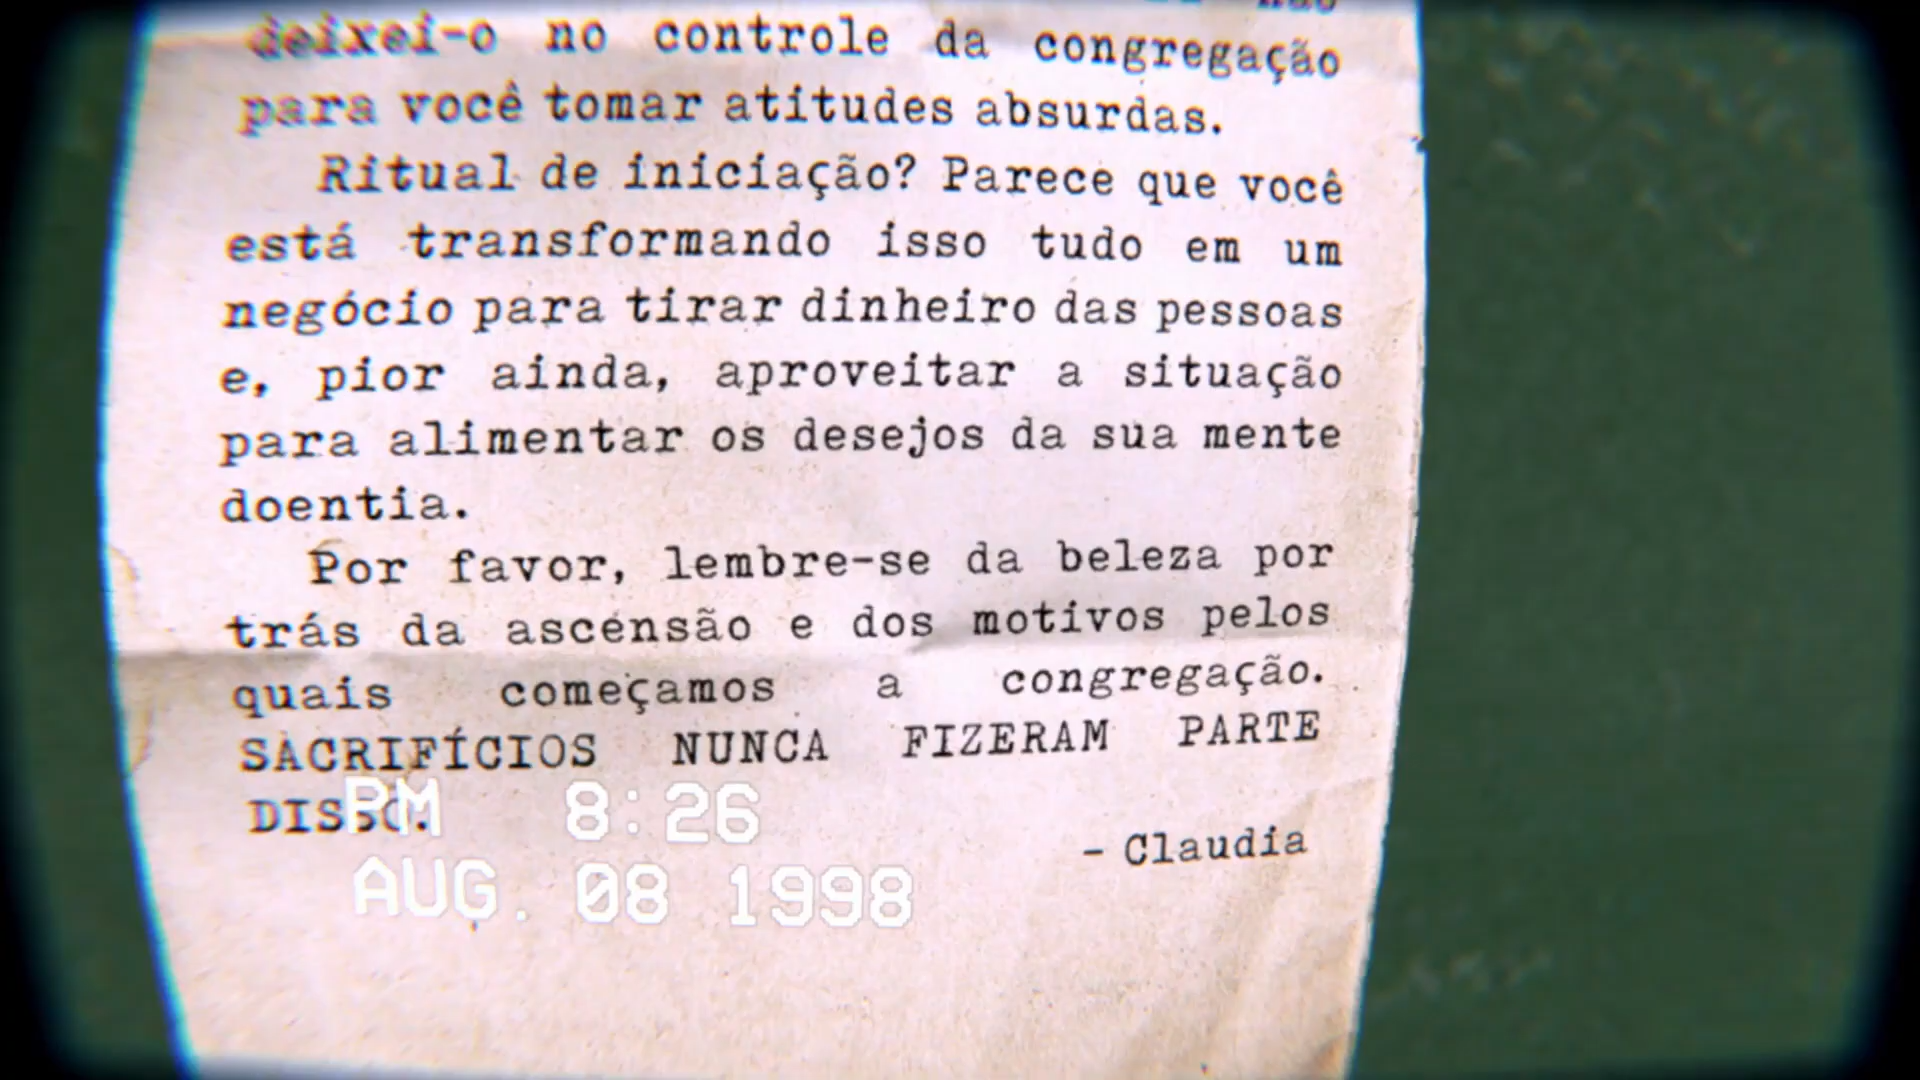 deixei-o no controle da congregação
para você tomar atitudes absurdas.
Ritual de iniciação? Parece que você
está transformando isso tudo em um
negócio para tirar dinheiro das pessoas
e, pior ainda, aproveitar a situação
para alimentar os desejos da sua mente
doentia.
Por favor, lembre-se da beleza por
trás da ascensão e dos motivos pelos
quais começamos a congregação.
SACRIFÍCIOS NUNCA FIZERAM PARTE
DISSO.
- Claudia
PM 8:26
AUG. 08 1998